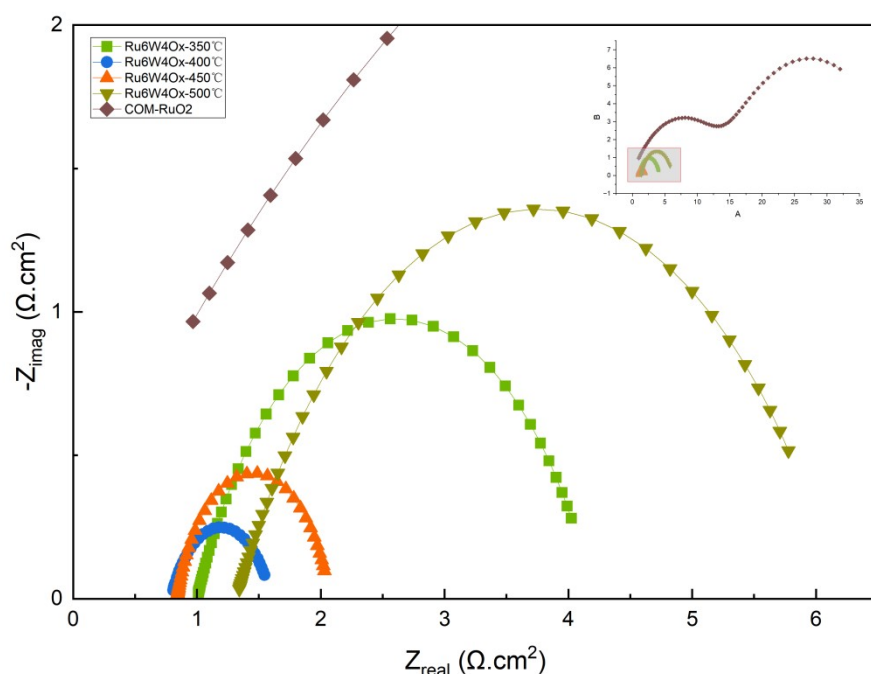 2
1
0
-Zimag (Ω.cm²)
Ru6W4Ox-350℃
Ru6W4Ox-400℃
Ru6W4Ox-450℃
Ru6W4Ox-500℃
COM-RuO2
7
6
5
4
3
2
1
0
−1
B
0 5 10 15 20 25 30 35
A
0 1 2 3 4 5 6
Zreal (Ω.cm²)